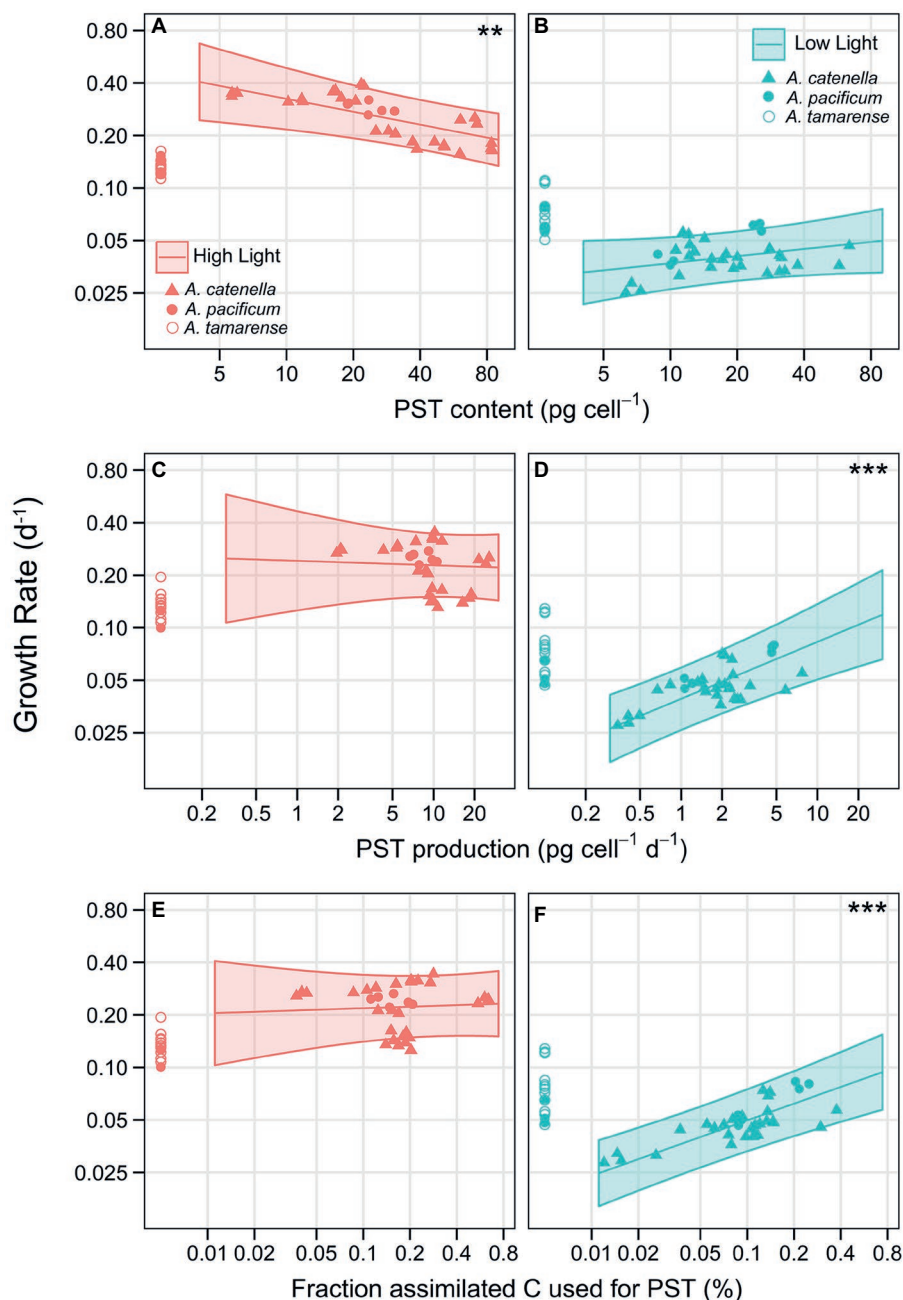 A
**
0.80
0.40
0.20
0.10
0.05
0.025
High Light
A. catenella
A. pacificum
A. tamarense
5 10 20 40 80
B
Low Light
A. catenella
A. pacificum
A. tamarense
5 10 20 40 80
PST content (pg cell⁻¹)
Growth Rate (d⁻¹)
C
0.80
0.40
0.20
0.10
0.05
0.025
0.2 0.5 1 2 5 10 20
D
***
0.2 0.5 1 2 5 10 20
PST production (pg cell⁻¹ d⁻¹)
E
0.80
0.40
0.20
0.10
0.05
0.025
0.01 0.02 0.05 0.1 0.2 0.4 0.8
F
***
0.01 0.02 0.05 0.1 0.2 0.4 0.8
Fraction assimilated C used for PST (%)